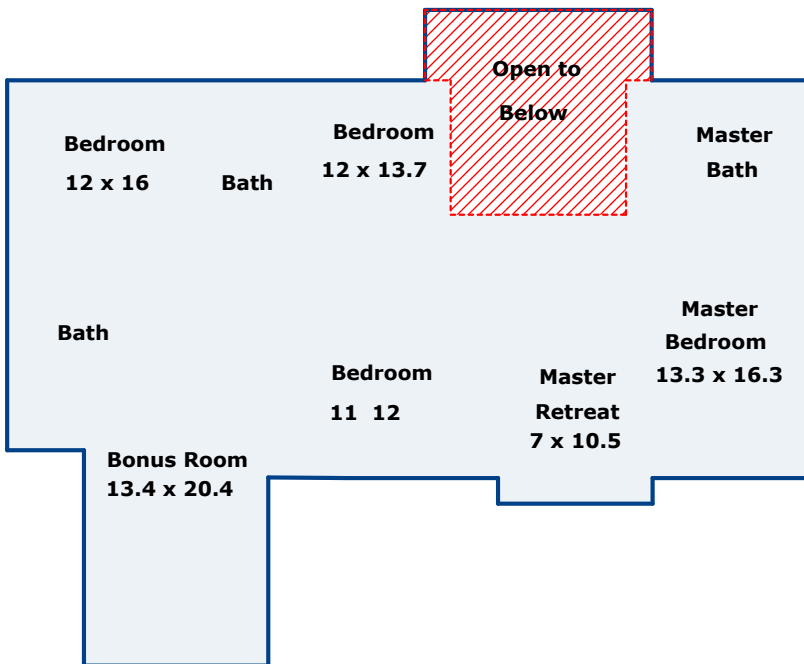 Open to
Below
Bedroom
12 x 16
Bath
Bedroom
12 x 13.7
Master
Bath
Bath
Bedroom
11  12
Master
Retreat
7 x 10.5
Master
Bedroom
13.3 x 16.3
Bonus Room
13.4 x 20.4